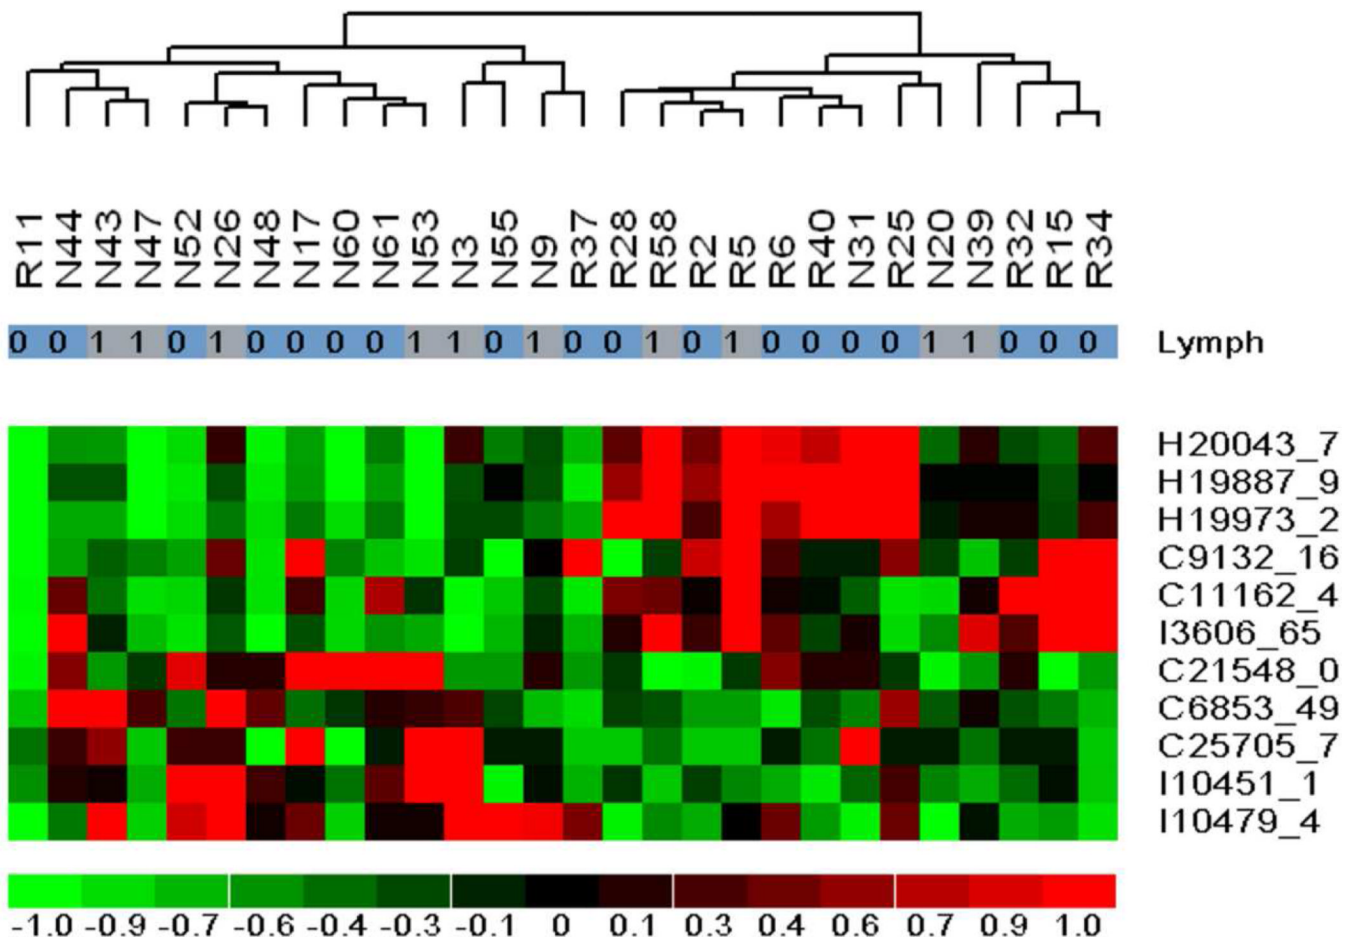 R11 N44 N43 N47 N52 N26 N48 N17 N60 N61 N53 N3 N55 N9 R37 R28 R58 R2 R5 R6 R40 N31 R25 N20 N39 R32 R15 R34
0 0 1 1 0 1 0 0 0 0 1 1 0 1 0 0 1 0 1 0 0 0 0 1 1 0 0 0 Lymph
H20043_7
H19887_9
H19973_2
C9132_16
C11162_4
I3606_65
C21548_0
C6853_49
C25705_7
I10451_1
I10479_4
-1.0 -0.9 -0.7 -0.6 -0.4 -0.3 -0.1 0 0.1 0.3 0.4 0.6 0.7 0.9 1.0